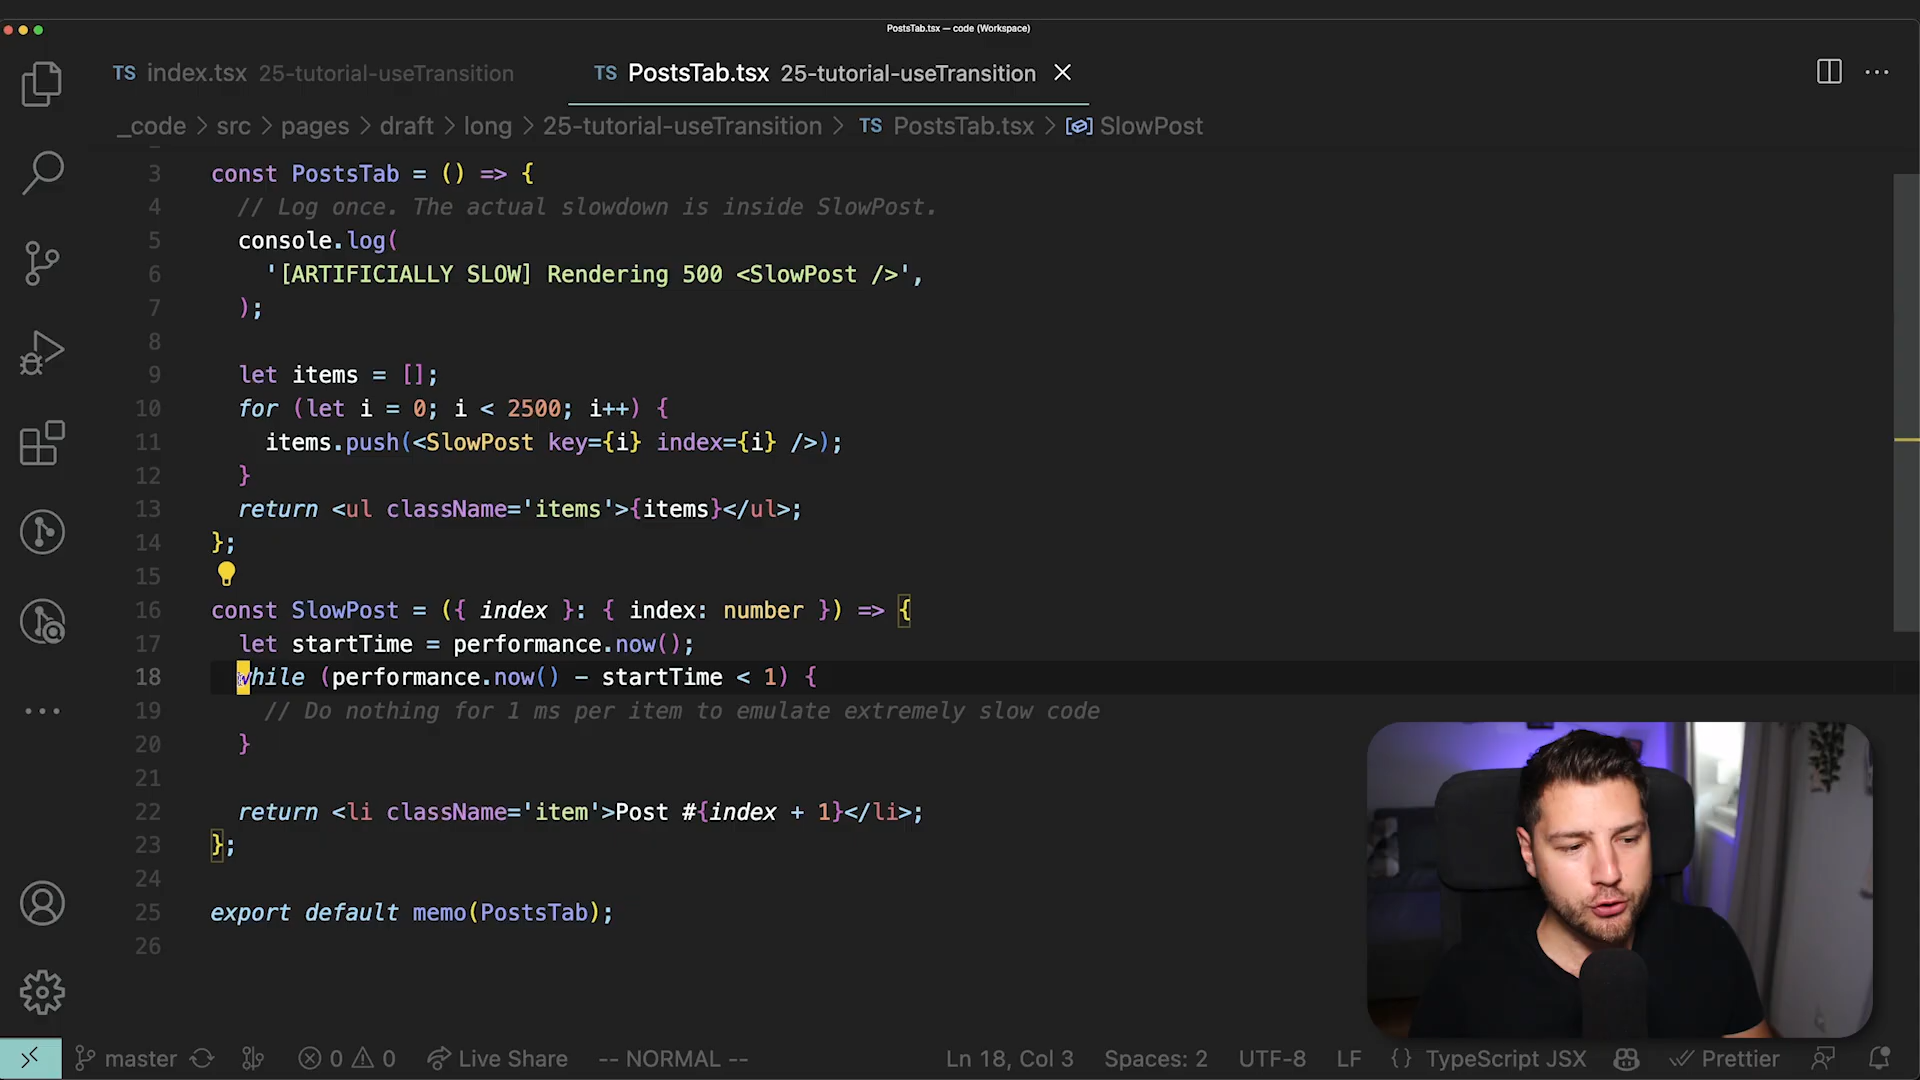 PostsTab.tsx — code (Workspace)
TS index.tsx 25-tutorial-useTransition TS PostsTab.tsx 25-tutorial-useTransition
_code > src > pages > draft > long > 25-tutorial-useTransition > TS PostsTab.tsx > SlowPost
3 const PostsTab = () => {
4 // Log once. The actual slowdown is inside SlowPost.
5 console.log(
6 '[ARTIFICIALLY SLOW] Rendering 500 <SlowPost />',
7 );
8
9 let items = [];
10 for (let i = 0; i < 2500; i++) {
11 items.push(<SlowPost key={i} index={i} />);
12 }
13 return <ul className='items'>{items}</ul>;
14 };
15
16 const SlowPost = ({ index }: { index: number }) => {
17 let startTime = performance.now();
18 while (performance.now() - startTime < 1) {
19 // Do nothing for 1 ms per item to emulate extremely slow code
20 }
21
22 return <li className='item'>Post #{index + 1}</li>;
23 };
24
25 export default memo(PostsTab);
26
master 0 0 Live Share -- NORMAL -- Ln 18, Col 3 Spaces: 2 UTF-8 LF {} TypeScript JSX Prettier